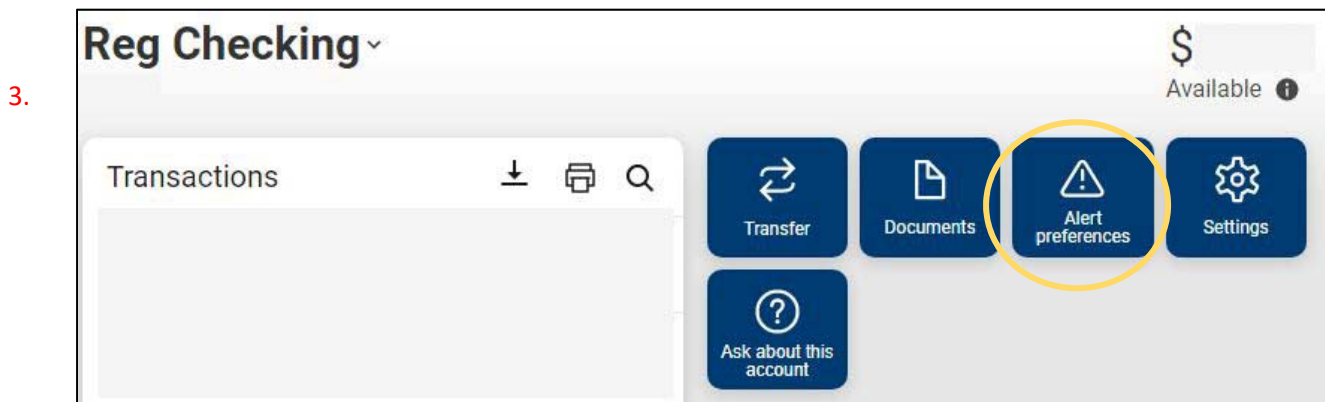 3.
Reg Checking
$
Available
Transactions
Transfer
Documents
Alert
preferences
Settings
Ask about this
account